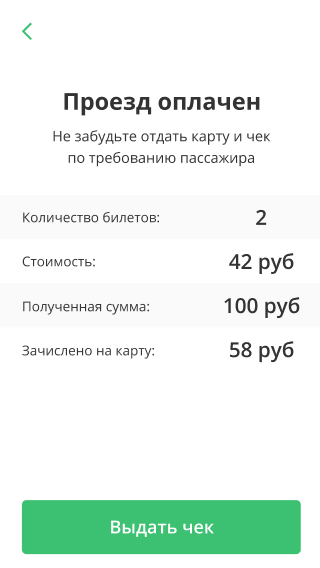 Проезд оплачен
Не забудьте отдать карту и чек
по требованию пассажира
Количество билетов: 2
Стоимость: 42 руб
Полученная сумма: 100 руб
Зачислено на карту: 58 руб
Выдать чек